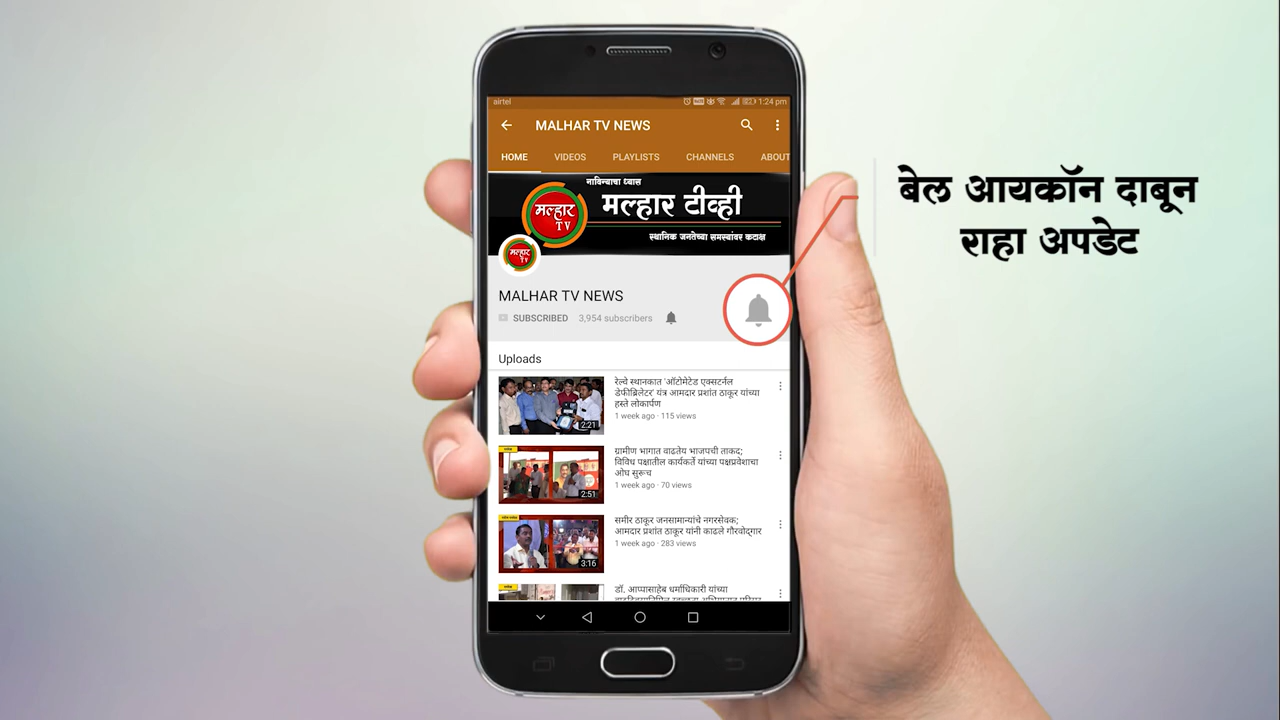 airtel
1:24 pm
MALHAR TV NEWS
HOME VIDEOS PLAYLISTS CHANNELS ABOUT
नाविन्याचा ध्यास
मल्हार टीव्ही
स्थानिक जनतेच्या समस्यांवर कटाक्ष
मल्हार
TV
मल्हार
TV
MALHAR TV NEWS
SUBSCRIBED 3,954 subscribers
बेल आयकॉन दाबून
राहा अपडेट
Uploads
रेल्वे स्थानकात 'ऑटोमेटेड एक्सटर्नल
डेफीब्रिलेटर' यंत्र आमदार प्रशांत ठाकूर यांच्या
हस्ते लोकार्पण
1 week ago · 115 views
2:21
ग्रामीण भागात वाढतेय भाजपची ताकद;
विविध पक्षातील कार्यकर्ते यांच्या पक्षप्रवेशाचा
ओघ सुरूच
1 week ago · 70 views
2:51
समीर ठाकूर जनसामान्यांचे नगरसेवक;
आमदार प्रशांत ठाकूर यांनी काढले गौरवोद्गार
1 week ago · 283 views
3:16
डॉ. आप्पासाहेब धर्माधिकारी यांच्या